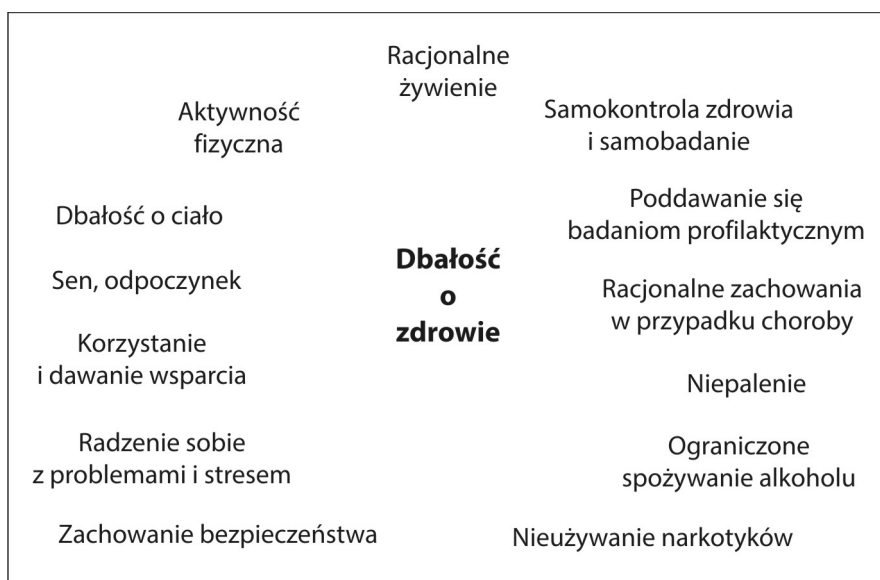 Racjonalne
żywienie
Aktywność
fizyczna
Samokontrola zdrowia
i samobadanie
Dbałość o ciało
Poddawanie się
badaniom profilaktycznym
Dbałość
o
zdrowie
Sen, odpoczynek
Racjonalne zachowania
w przypadku choroby
Korzystanie
i dawanie wsparcia
Niepalenie
Radzenie sobie
z problemami i stresem
Ograniczone
spożywanie alkoholu
Zachowanie bezpieczeństwa
Nieużywanie narkotyków